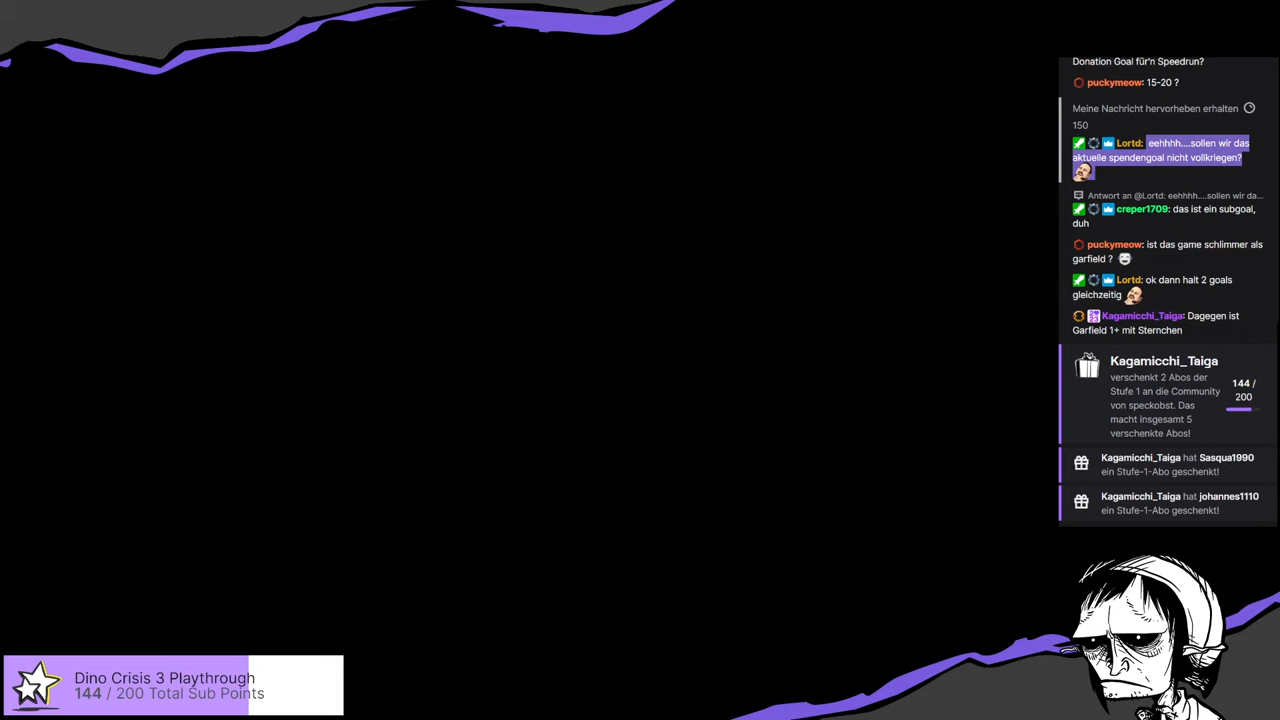 Donation Goal für'n Speedrun?
puckymeow: 15-20 ?
Meine Nachricht hervorheben erhalten
150
Lortd: eehhhh....sollen wir das
aktuelle spendengoal nicht vollkriegen?
Antwort an @Lortd: eehhhh....sollen wir da...
creper1709: das ist ein subgoal,
duh
puckymeow: ist das game schlimmer als
garfield ?
Lortd: ok dann halt 2 goals
gleichzeitig
Kagamicchi_Taiga: Dagegen ist
Garfield 1+ mit Sternchen
Kagamicchi_Taiga
verschenkt 2 Abos der
Stufe 1 an die Community
von speckobst. Das
macht insgesamt 5
verschenkte Abos!
144 /
200
Kagamicchi_Taiga hat Sasqua1990
ein Stufe-1-Abo geschenkt!
Kagamicchi_Taiga hat johannes1110
ein Stufe-1-Abo geschenkt!
Dino Crisis 3 Playthrough
144 / 200 Total Sub Points